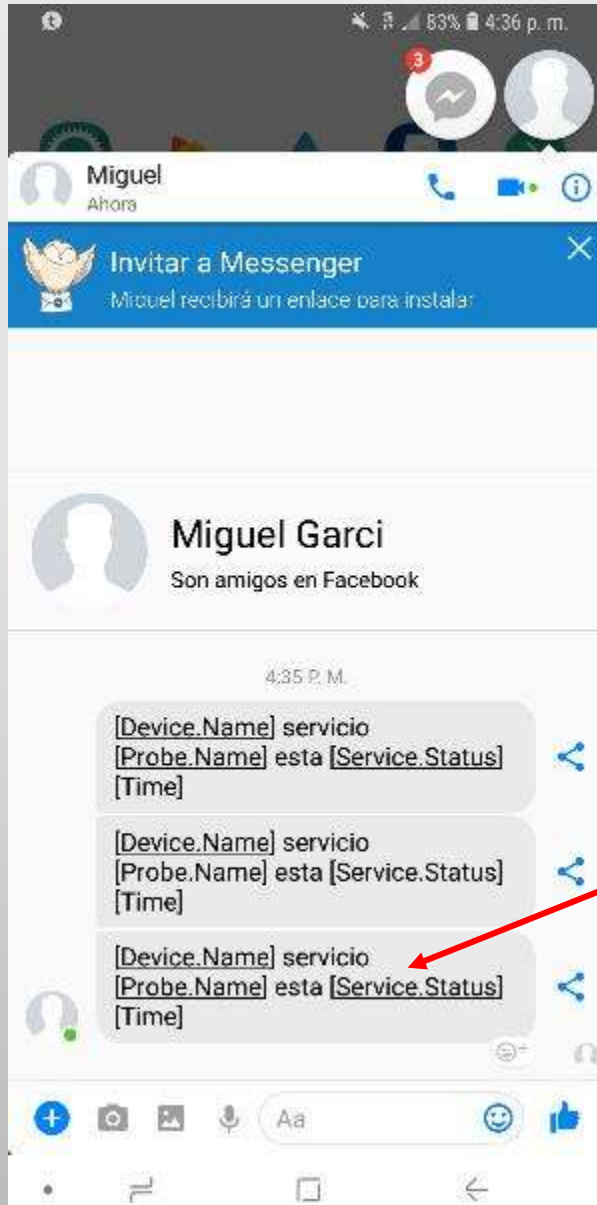 83% 4:36 p. m.
3
Miguel
Ahora
Invitar a Messenger
Miguel recibirá un enlace para instalar
Miguel Garci
Son amigos en Facebook
4:35 P. M.
[Device.Name] servicio
[Probe.Name] esta [Service.Status]
[Time]
[Device.Name] servicio
[Probe.Name] esta [Service.Status]
[Time]
[Device.Name] servicio
[Probe.Name] esta [Service.Status]
[Time]
Aa